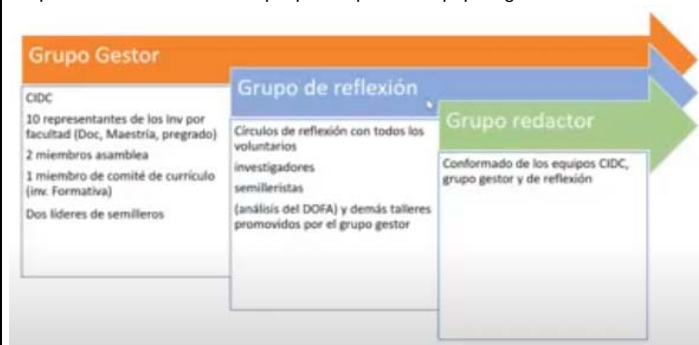 Grupo Gestor
CIDC
10 representantes de los inv por
facultad (Doc, Maestría, pregrado)
2 miembros asamblea
1 miembro de comité de currículo
(inv. Formativa)
Dos líderes de semilleros
Grupo de reflexión
Círculos de reflexión con todos los
voluntarios
investigadores
semilleristas
(análisis del DOFA) y demás talleres
promovidos por el grupo gestor
Grupo redactor
Conformado de los equipos CIDC,
grupo gestor y de reflexión